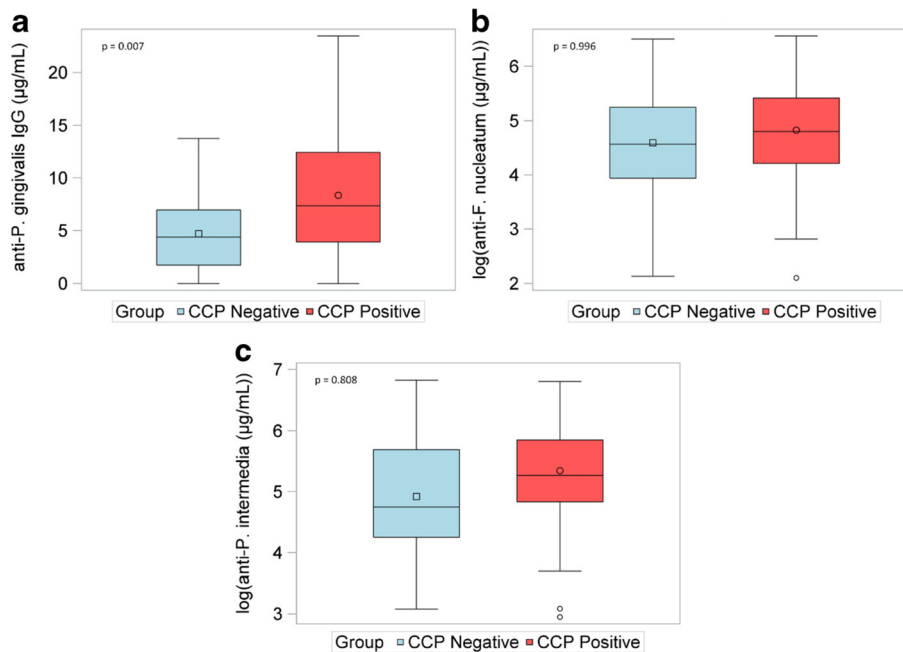 a
p = 0.007
anti-P. gingivalis IgG (µg/mL)
20
15
10
5
0
Group CCP Negative CCP Positive
b
p = 0.996
log(anti-F. nucleatum (µg/mL))
6
5
4
3
2
Group CCP Negative CCP Positive
c
p = 0.808
log(anti-P. intermedia (µg/mL))
7
6
5
4
3
Group CCP Negative CCP Positive